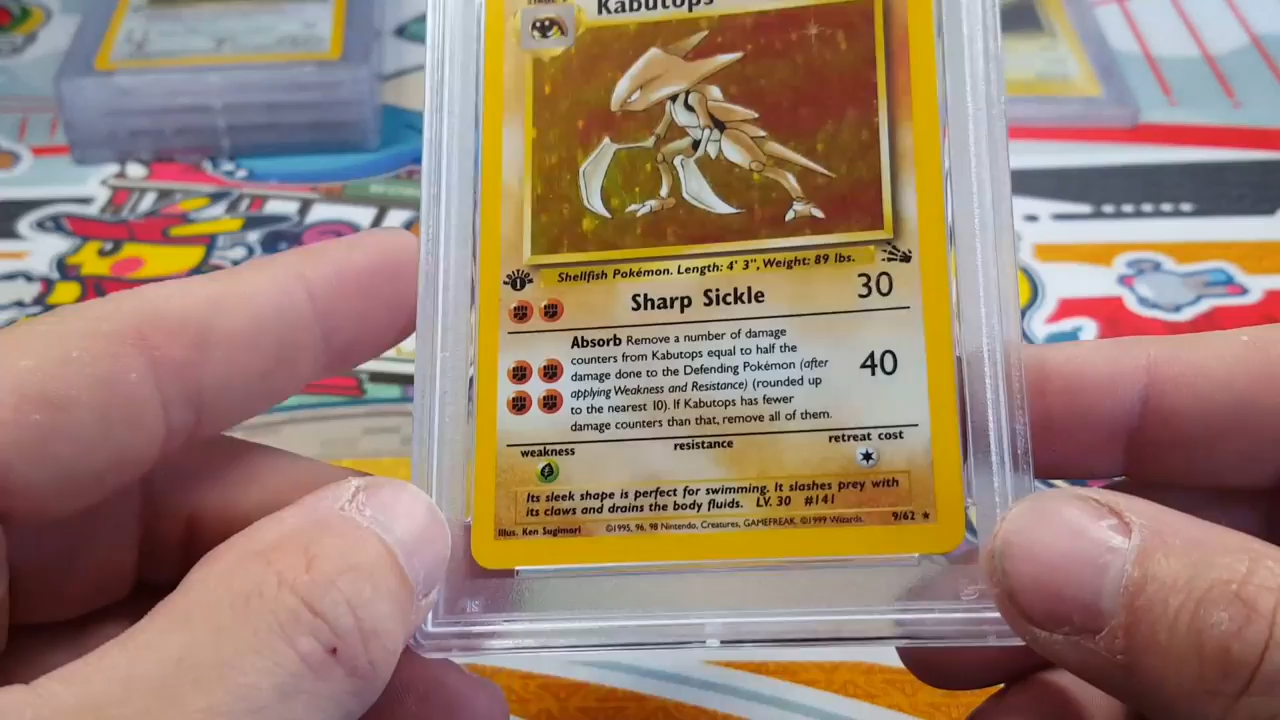 Kabutops
EDITION 1
Shellfish Pokémon. Length: 4' 3", Weight: 89 lbs.
Sharp Sickle 30
Absorb Remove a number of damage
counters from Kabutops equal to half the
damage done to the Defending Pokémon (after
applying Weakness and Resistance) (rounded up
to the nearest 10). If Kabutops has fewer
damage counters than that, remove all of them.
40
weakness resistance retreat cost
Its sleek shape is perfect for swimming. It slashes prey with
its claws and drains the body fluids. LV. 30 #141
Illus. Ken Sugimori ©1995, 96, 98 Nintendo, Creatures, GAMEFREAK. ©1999 Wizards. 9/62 ★